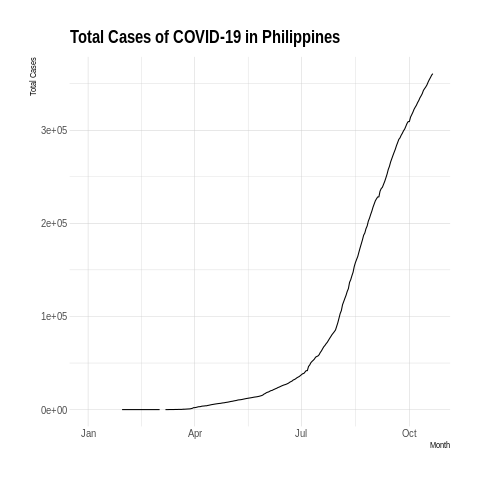 Total Cases of COVID-19 in Philippines
Total Cases
3e+05
2e+05
1e+05
0e+00
Jan Apr Jul Oct
Month